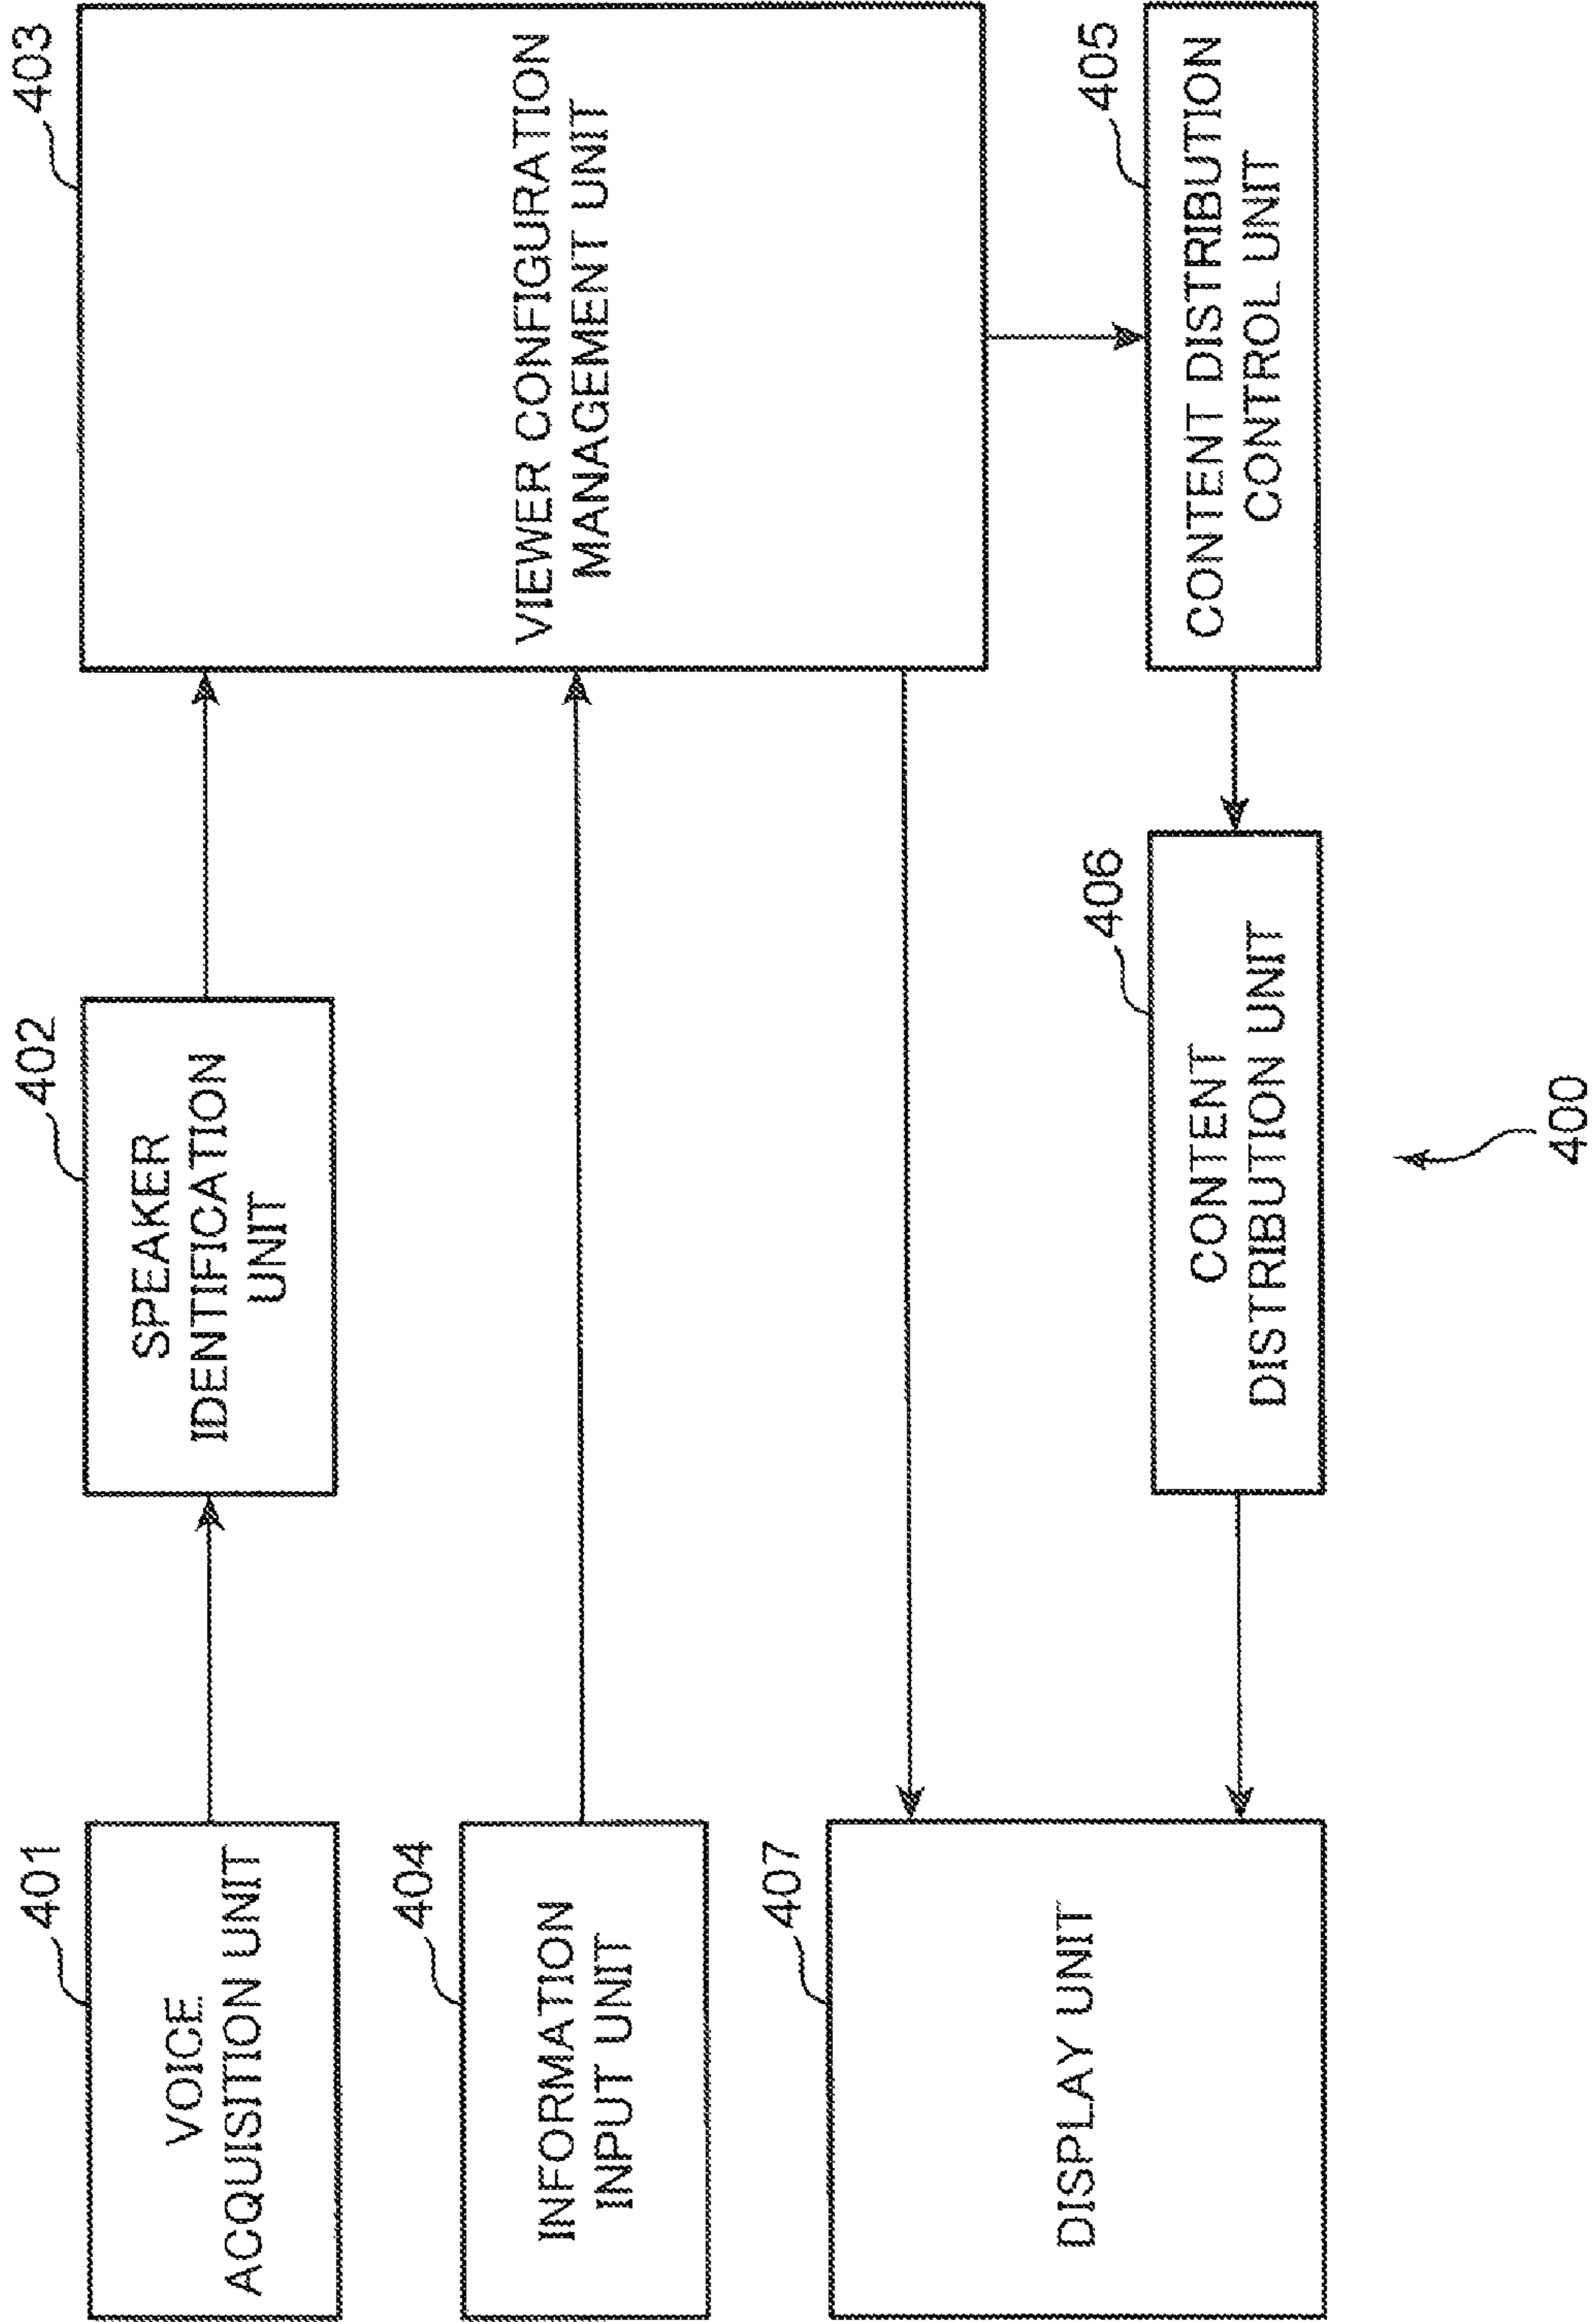 401
VOICE
ACQUISITION UNIT
402
SPEAKER
IDENTIFICATION
UNIT
403
VIEWER CONFIGURATION
MANAGEMENT UNIT
404
INFORMATION
INPUT UNIT
407
DISPLAY UNIT
406
CONTENT
DISTRIBUTION UNIT
405
CONTENT DISTRIBUTION
CONTROL UNIT
400